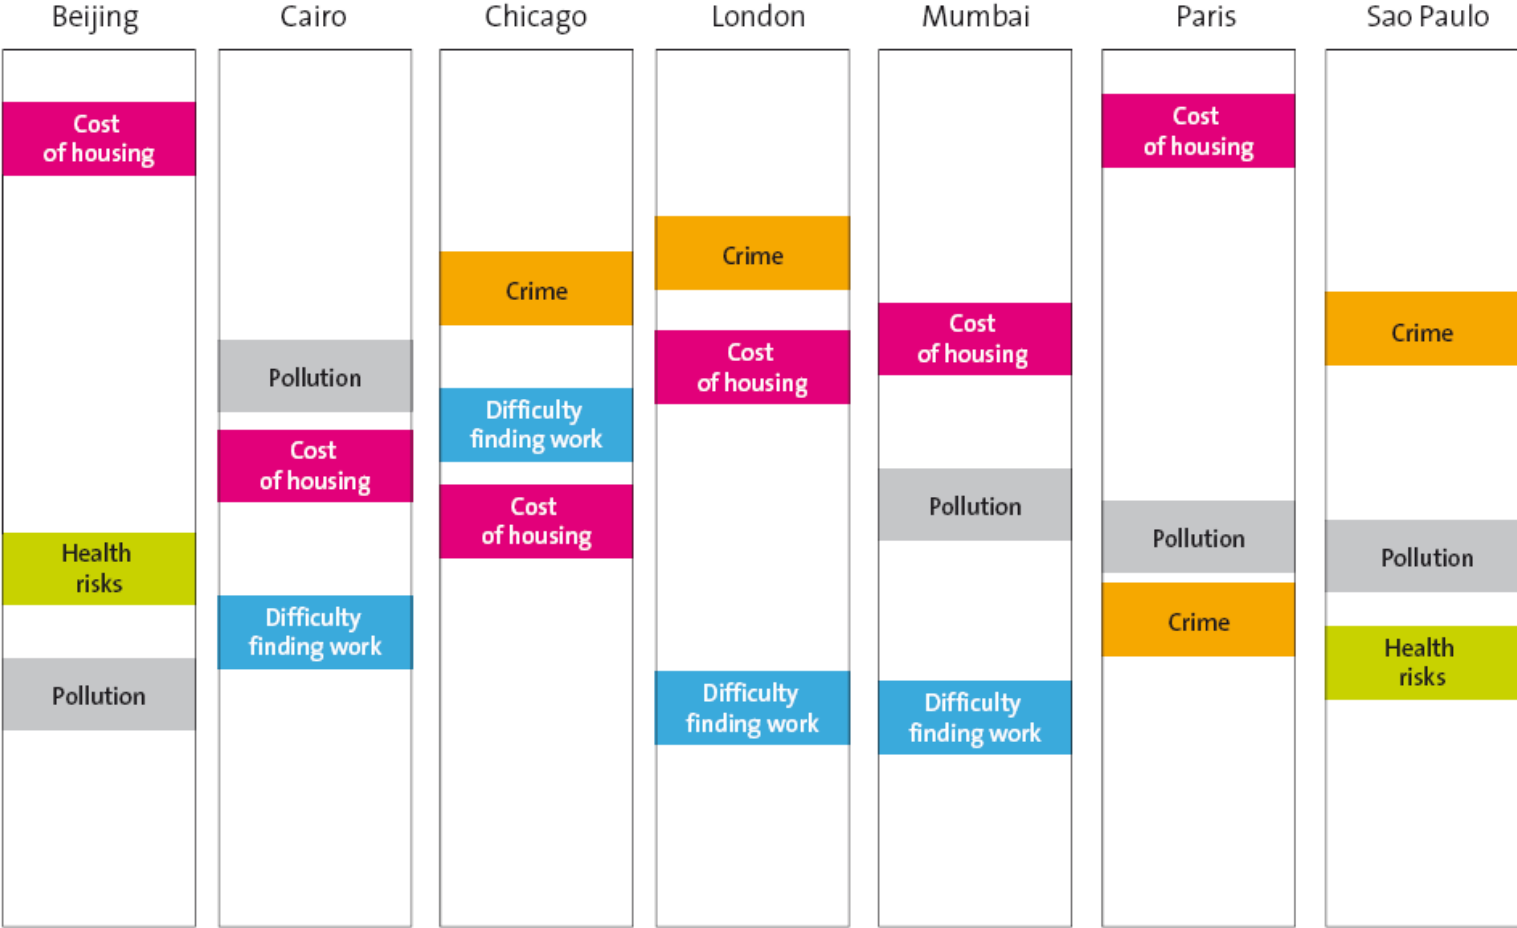 Beijing
Cairo
Chicago
London
Mumbai
Paris
Sao Paulo
Cost
of housing
Health
risks
Pollution
Pollution
Cost
of housing
Difficulty
finding work
Crime
Difficulty
finding work
Cost
of housing
Crime
Cost
of housing
Difficulty
finding work
Cost
of housing
Pollution
Difficulty
finding work
Cost
of housing
Pollution
Crime
Crime
Pollution
Health
risks